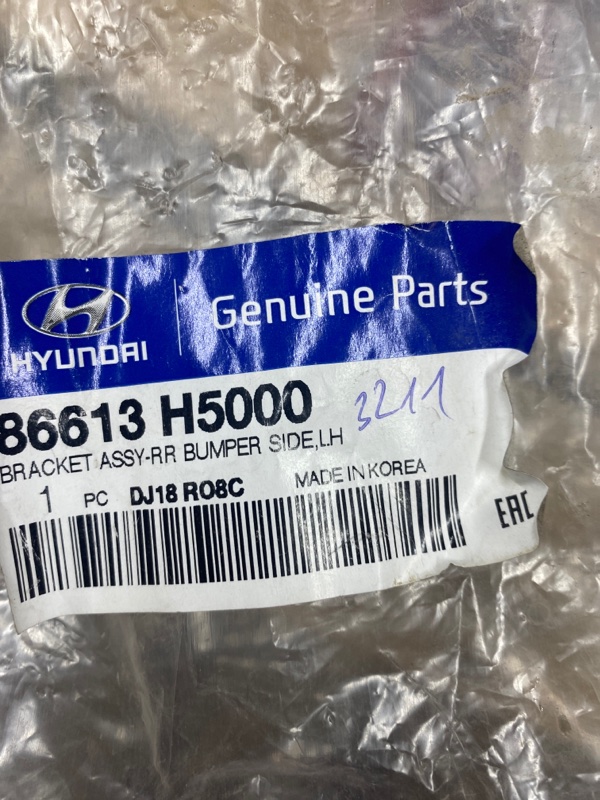 HYUNDAI
Genuine Parts
86613 H5000
3211
BRACKET ASSY-RR BUMPER SIDE,LH
1 PC DJ18 RO8C MADE IN KOREA
EAC